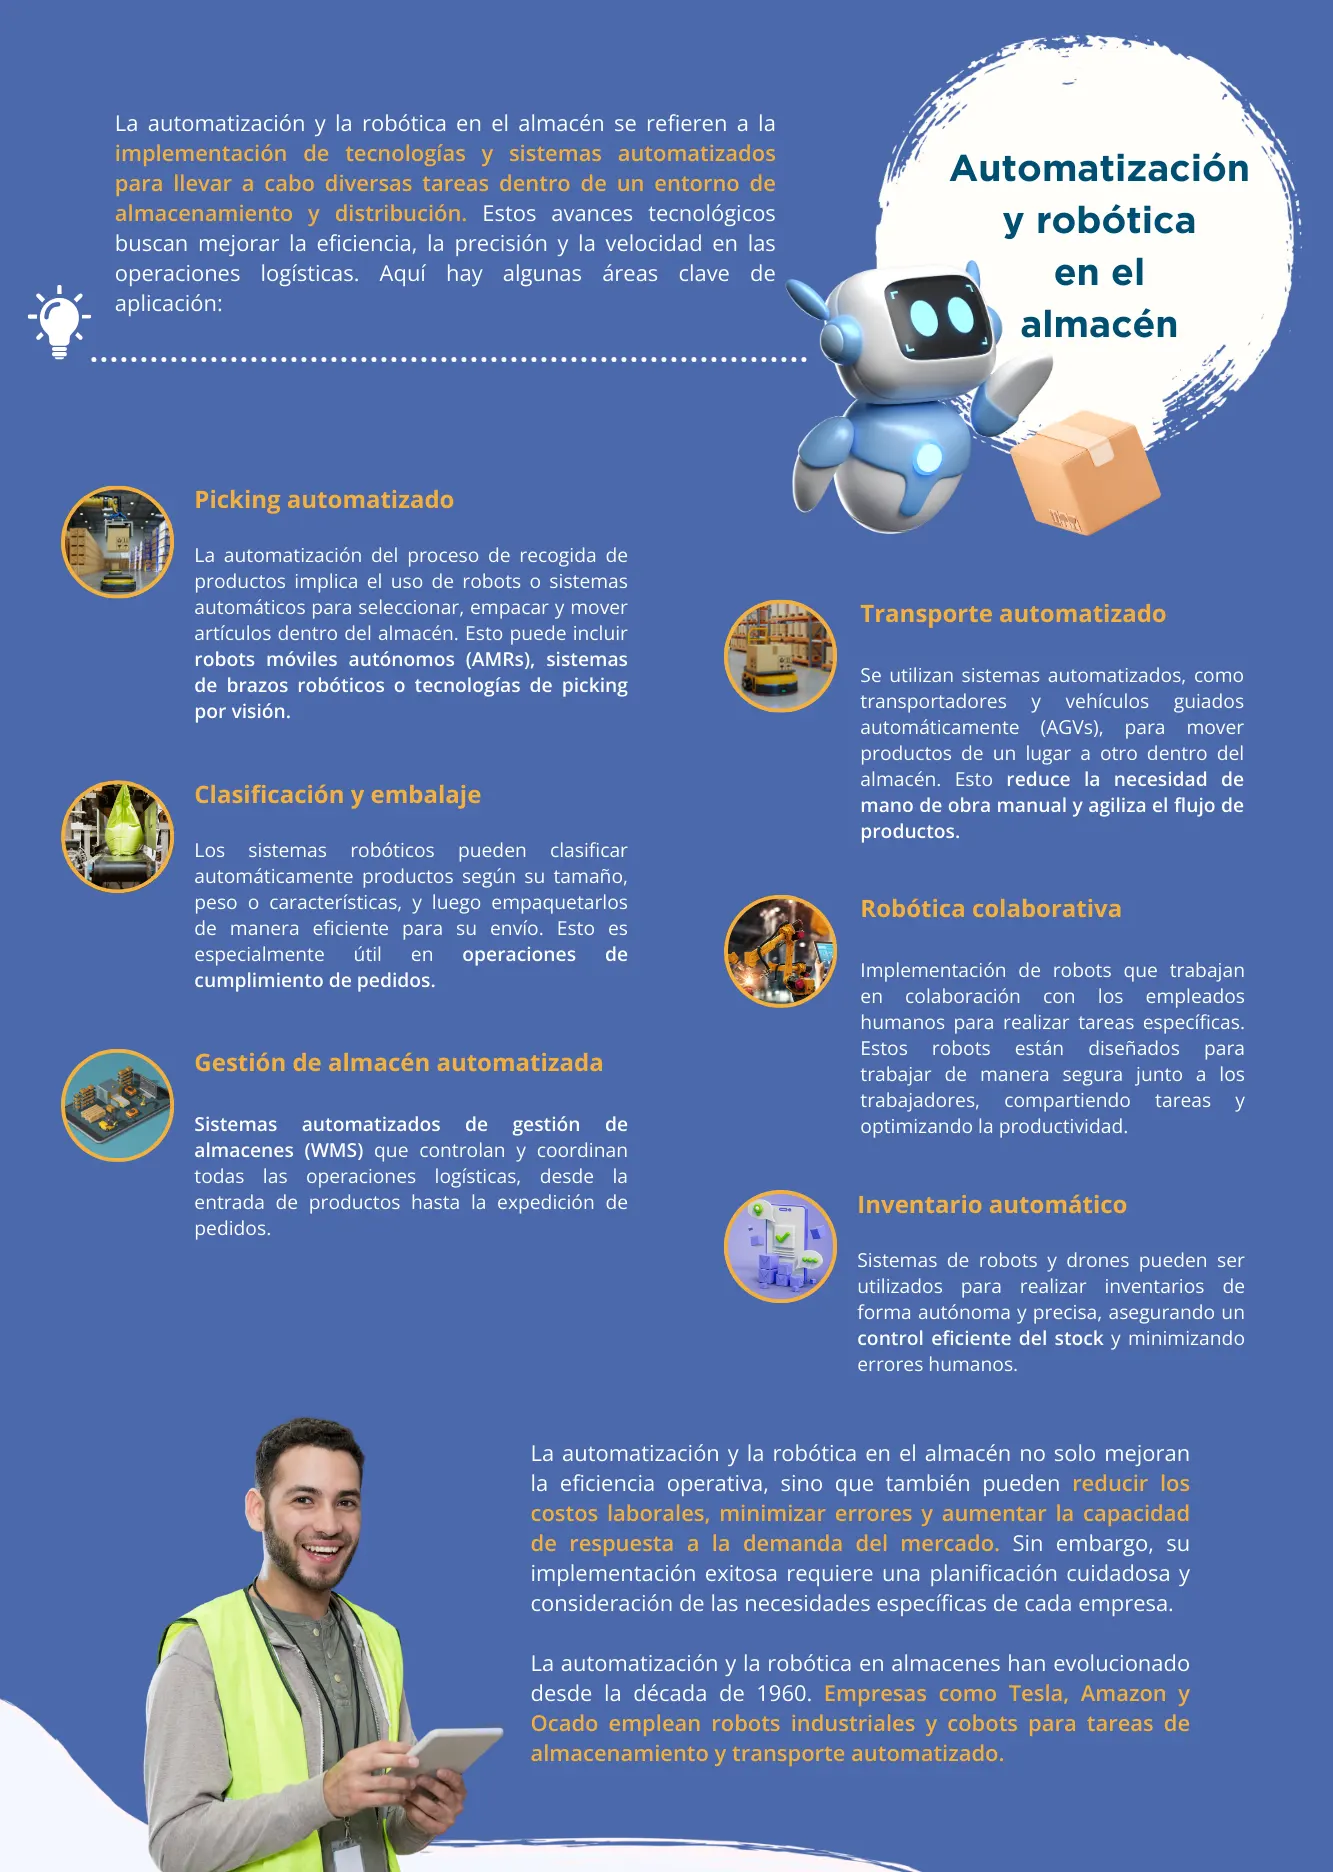 La automatización y la robótica en el almacén se refieren a la
implementación de tecnologías y sistemas automatizados
para llevar a cabo diversas tareas dentro de un entorno de
almacenamiento y distribución. Estos avances tecnológicos
buscan mejorar la eficiencia, la precisión y la velocidad en las
operaciones logísticas. Aquí hay algunas áreas clave de
aplicación:
Automatización
y robótica
en el
almacén
Picking automatizado
La automatización del proceso de recogida de
productos implica el uso de robots o sistemas
automáticos para seleccionar, empacar y mover
artículos dentro del almacén. Esto puede incluir
robots móviles autónomos (AMRs), sistemas
de brazos robóticos o tecnologías de picking
por visión.
Clasificación y embalaje
Los sistemas robóticos pueden clasificar
automáticamente productos según su tamaño,
peso o características, y luego empaquetarlos
de manera eficiente para su envío. Esto es
especialmente útil en operaciones de
cumplimiento de pedidos.
Gestión de almacén automatizada
Sistemas automatizados de gestión de
almacenes (WMS) que controlan y coordinan
todas las operaciones logísticas, desde la
entrada de productos hasta la expedición de
pedidos.
Transporte automatizado
Se utilizan sistemas automatizados, como
transportadores y vehículos guiados
automáticamente (AGVs), para mover
productos de un lugar a otro dentro del
almacén. Esto reduce la necesidad de
mano de obra manual y agiliza el flujo de
productos.
Robótica colaborativa
Implementación de robots que trabajan
en colaboración con los empleados
humanos para realizar tareas específicas.
Estos robots están diseñados para
trabajar de manera segura junto a los
trabajadores, compartiendo tareas y
optimizando la productividad.
Inventario automático
Sistemas de robots y drones pueden ser
utilizados para realizar inventarios de
forma autónoma y precisa, asegurando un
control eficiente del stock y minimizando
errores humanos.
La automatización y la robótica en el almacén no solo mejoran
la eficiencia operativa, sino que también pueden reducir los
costos laborales, minimizar errores y aumentar la capacidad
de respuesta a la demanda del mercado. Sin embargo, su
implementación exitosa requiere una planificación cuidadosa y
consideración de las necesidades específicas de cada empresa.
La automatización y la robótica en almacenes han evolucionado
desde la década de 1960. Empresas como Tesla, Amazon y
Ocado emplean robots industriales y cobots para tareas de
almacenamiento y transporte automatizado.